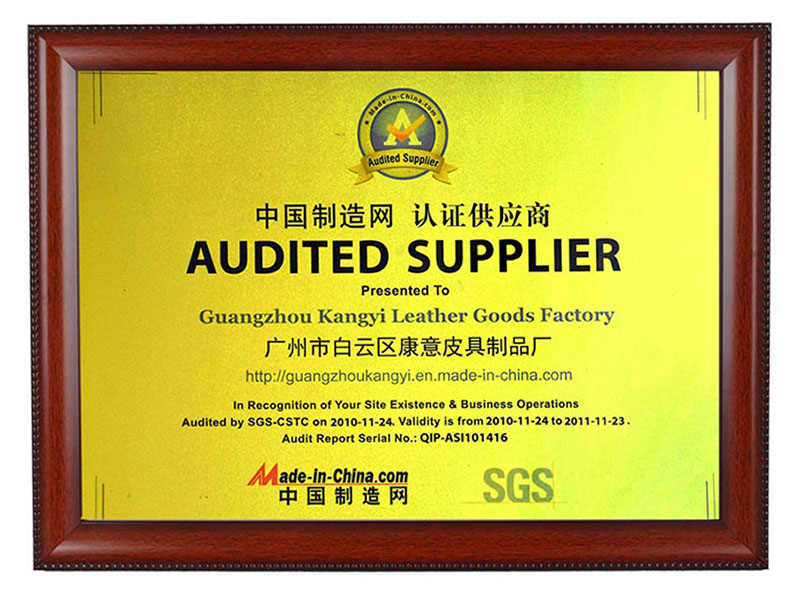 Made-in-China.com
Audited Supplier
中国制造网 认证供应商
AUDITED SUPPLIER
Presented To
Guangzhou Kangyi Leather Goods Factory
广州市白云区康意皮具制品厂
http://guangzhoukangyi.en.made-in-china.com
In Recognition of Your Site Existence & Business Operations
Audited by SGS-CSTC on 2010-11-24. Validity is from 2010-11-24 to 2011-11-23.
Audit Report Serial No.: QIP-ASI101416
Made-in-China.com
中国制造网
SGS